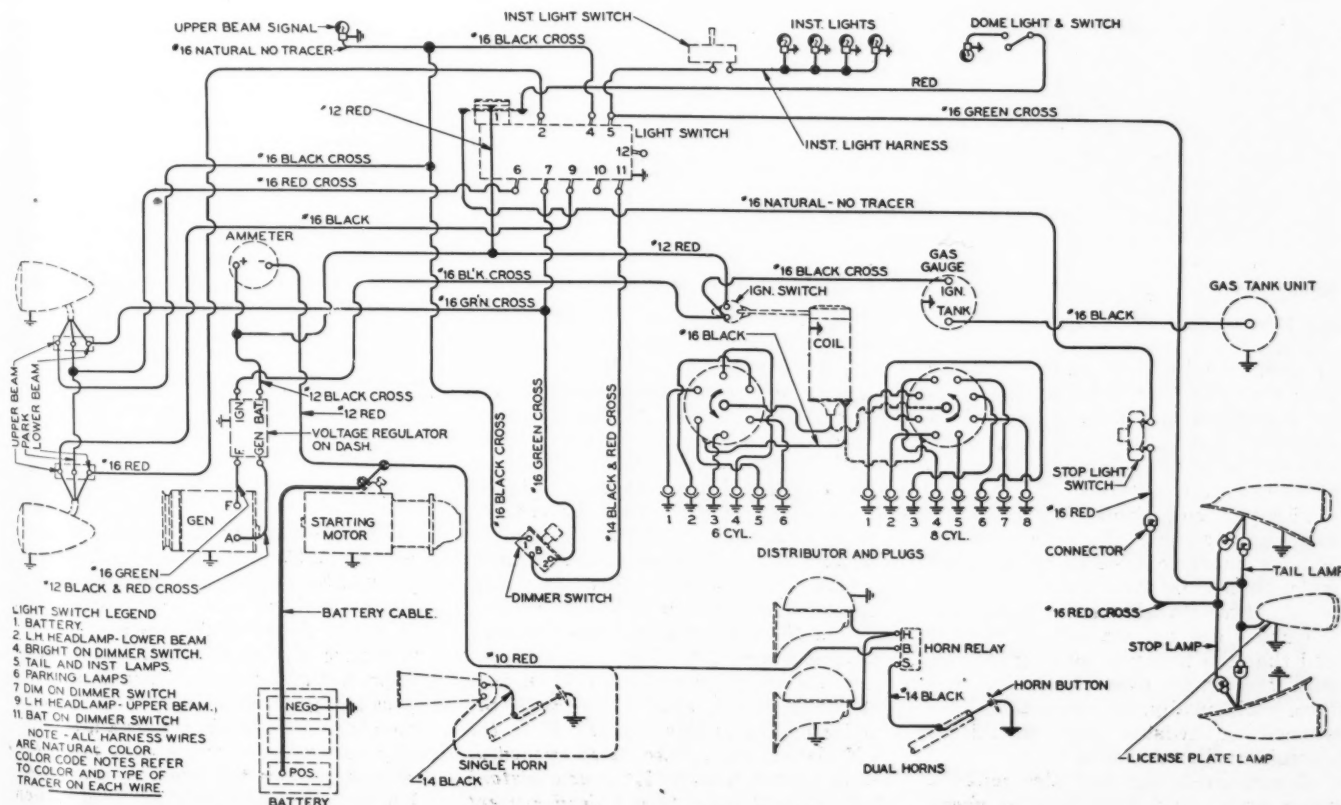 UPPER BEAM SIGNAL
INST LIGHT SWITCH
INST. LIGHTS
DOME LIGHT & SWITCH
#16 NATURAL NO TRACER
#16 BLACK CROSS
RED
#12 RED
1
2
4
5
LIGHT SWITCH
#16 GREEN CROSS
12
INST. LIGHT HARNESS
#16 BLACK CROSS
6
7
9
10
11
#16 RED CROSS
#16 NATURAL - NO TRACER
#16 BLACK
AMMETER
+
-
#12 RED
GAS
GAUGE
#16 BL'K CROSS
#16 BLACK CROSS
IGN.
TANK
GAS TANK UNIT
#16 GR'N CROSS
IGN. SWITCH
#16 BLACK
COIL
#16 BLACK
UPPER BEAM
PARK
LOWER BEAM
#12 BLACK CROSS
#12 RED
IGN
BAT
F
GEN
VOLTAGE REGULATOR
ON DASH.
#16 RED
#16 BLACK
#16 BLACK CROSS
#16 GREEN CROSS
#14 BLACK & RED CROSS
STOP LIGHT
SWITCH
#16 RED
GEN
F
A
STARTING
MOTOR
1 2 3 4 5 6
6 CYL.
1 2 3 4 5 6 7 8
8 CYL.
DISTRIBUTOR AND PLUGS
CONNECTOR
#16 GREEN
#12 BLACK & RED CROSS
B
DIMMER SWITCH
TAIL LAMP
#16 RED CROSS
STOP LAMP
LICENSE PLATE LAMP
LIGHT SWITCH LEGEND
1. BATTERY.
2. L.H. HEADLAMP - LOWER BEAM
4. BRIGHT ON DIMMER SWITCH.
5 TAIL AND INST LAMPS.
6 PARKING LAMPS
7 DIM ON DIMMER SWITCH
9 L.H HEADLAMP - UPPER BEAM.,
11. BAT ON DIMMER SWITCH
NOTE - ALL HARNESS WIRES
ARE NATURAL COLOR.
COLOR CODE NOTES REFER
TO COLOR AND TYPE OF
TRACER ON EACH WIRE.
BATTERY CABLE.
NEG
POS.
BATTERY
#10 RED
SINGLE HORN
#14 BLACK
H.
B.
S.
HORN RELAY
#14 BLACK
HORN BUTTON
DUAL HORNS